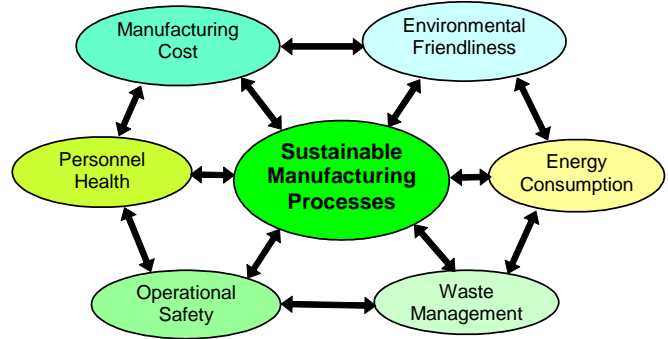 Manufacturing
Cost
Environmental
Friendliness
Personnel
Health
Sustainable
Manufacturing
Processes
Energy
Consumption
Operational
Safety
Waste
Management